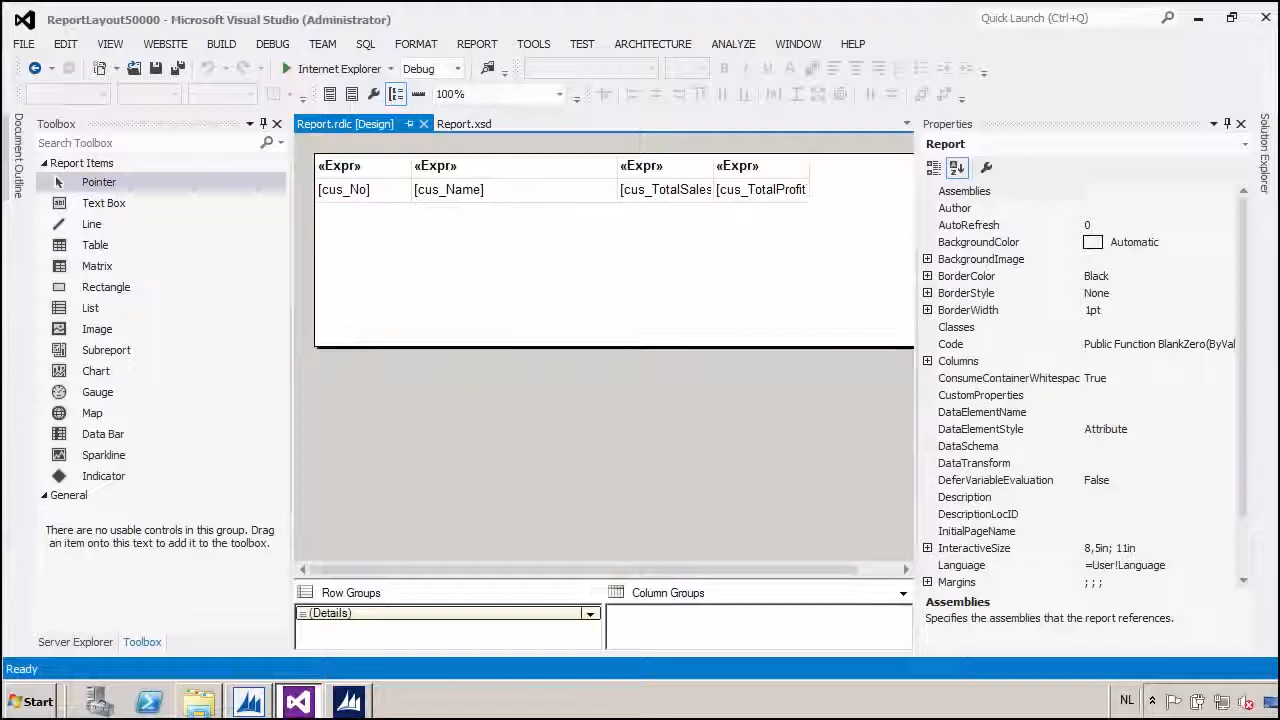 ReportLayout50000 - Microsoft Visual Studio (Administrator)
Quick Launch (Ctrl+Q)
FILE EDIT VIEW WEBSITE BUILD DEBUG TEAM SQL FORMAT REPORT TOOLS TEST ARCHITECTURE ANALYZE WINDOW HELP
Internet Explorer Debug
100%
Document Outline
Toolbox
Search Toolbox
Report Items
Pointer
Text Box
Line
Table
Matrix
Rectangle
List
Image
Subreport
Chart
Gauge
Map
Data Bar
Sparkline
Indicator
General
There are no usable controls in this group. Drag
an item onto this text to add it to the toolbox.
Server Explorer Toolbox
Report.rdlc [Design] Report.xsd
«Expr» «Expr» «Expr» «Expr»
[cus_No] [cus_Name] [cus_TotalSales [cus_TotalProfit
Row Groups Column Groups
(Details)
Properties
Report
Assemblies
Author
AutoRefresh 0
BackgroundColor Automatic
BackgroundImage
BorderColor Black
BorderStyle None
BorderWidth 1pt
Classes
Code Public Function BlankZero(ByVal
Columns
ConsumeContainerWhitespac True
CustomProperties
DataElementName
DataElementStyle Attribute
DataSchema
DataTransform
DeferVariableEvaluation False
Description
DescriptionLocID
InitialPageName
InteractiveSize 8,5in; 11in
Language =User!Language
Margins ; ; ;
Assemblies
Specifies the assemblies that the report references.
Solution Explorer
Ready
Start
NL